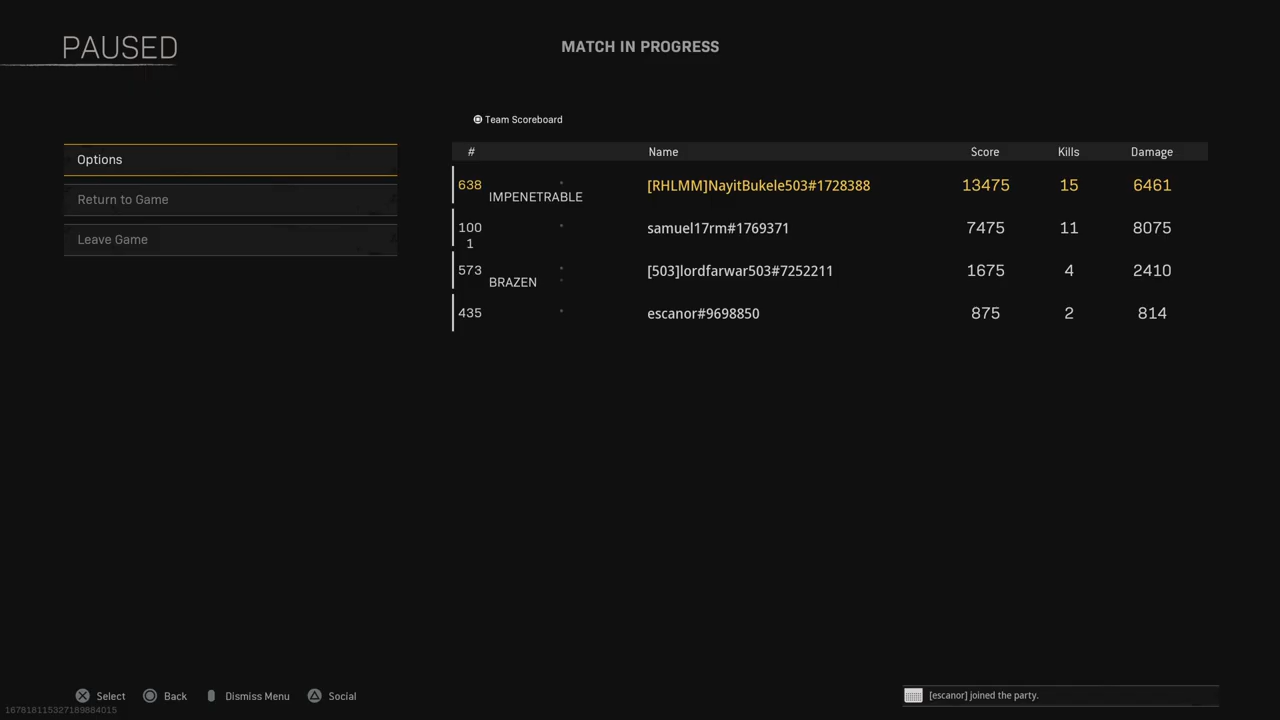 PAUSED
MATCH IN PROGRESS
Team Scoreboard
# Name Score Kills Damage
Options
Return to Game
Leave Game
638 IMPENETRABLE [RHLMM]NayitBukele503#1728388 13475 15 6461
100 samuel17rm#1769371 7475 11 8075
1
573 BRAZEN [503]lordfarwar503#7252211 1675 4 2410
435 escanor#9698850 875 2 814
Select Back Dismiss Menu Social
[escanor] joined the party.
167818115327189884015